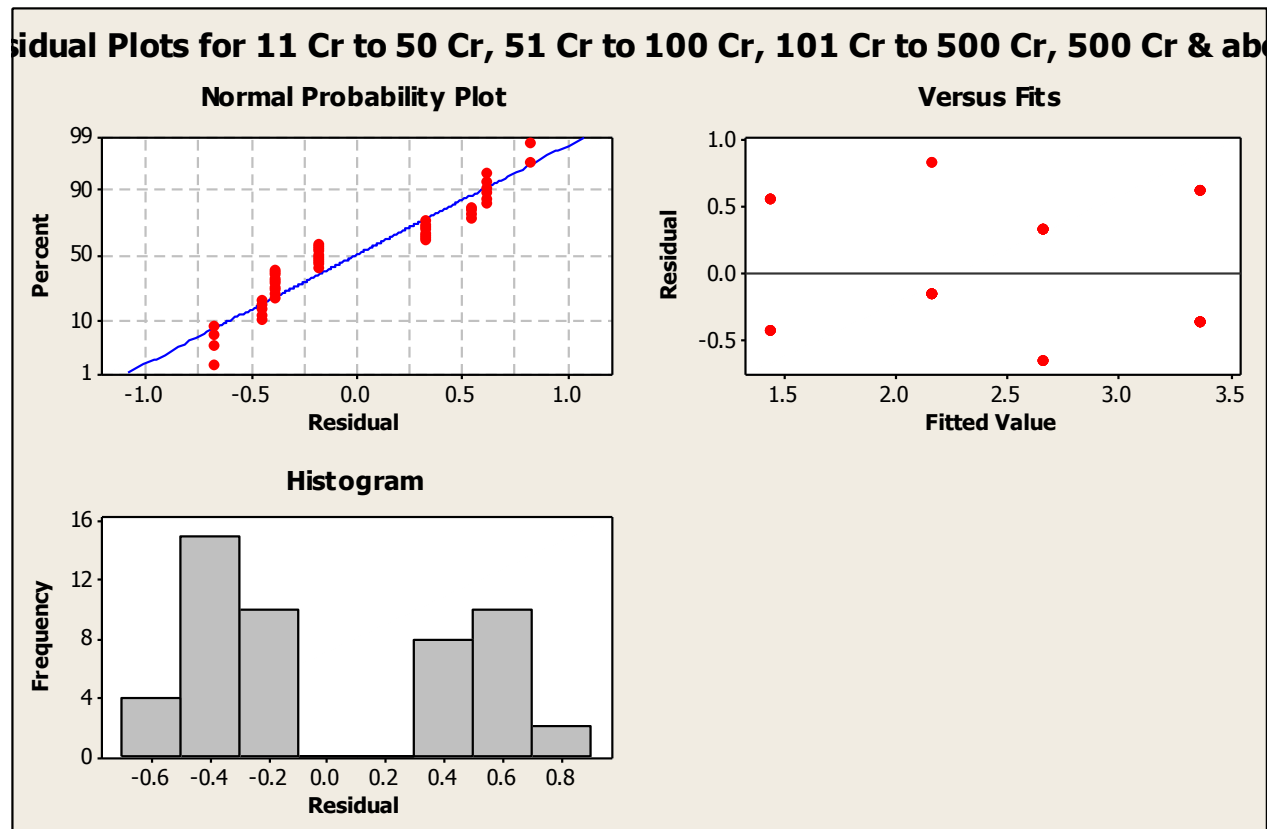 sidual Plots for 11 Cr to 50 Cr, 51 Cr to 100 Cr, 101 Cr to 500 Cr, 500 Cr & abo
Normal Probability Plot
99
90
50
10
1
Percent
-1.0 -0.5 0.0 0.5 1.0
Residual
Versus Fits
1.0
0.5
0.0
-0.5
Residual
1.5 2.0 2.5 3.0 3.5
Fitted Value
Histogram
16
12
8
4
0
Frequency
-0.6 -0.4 -0.2 0.0 0.2 0.4 0.6 0.8
Residual